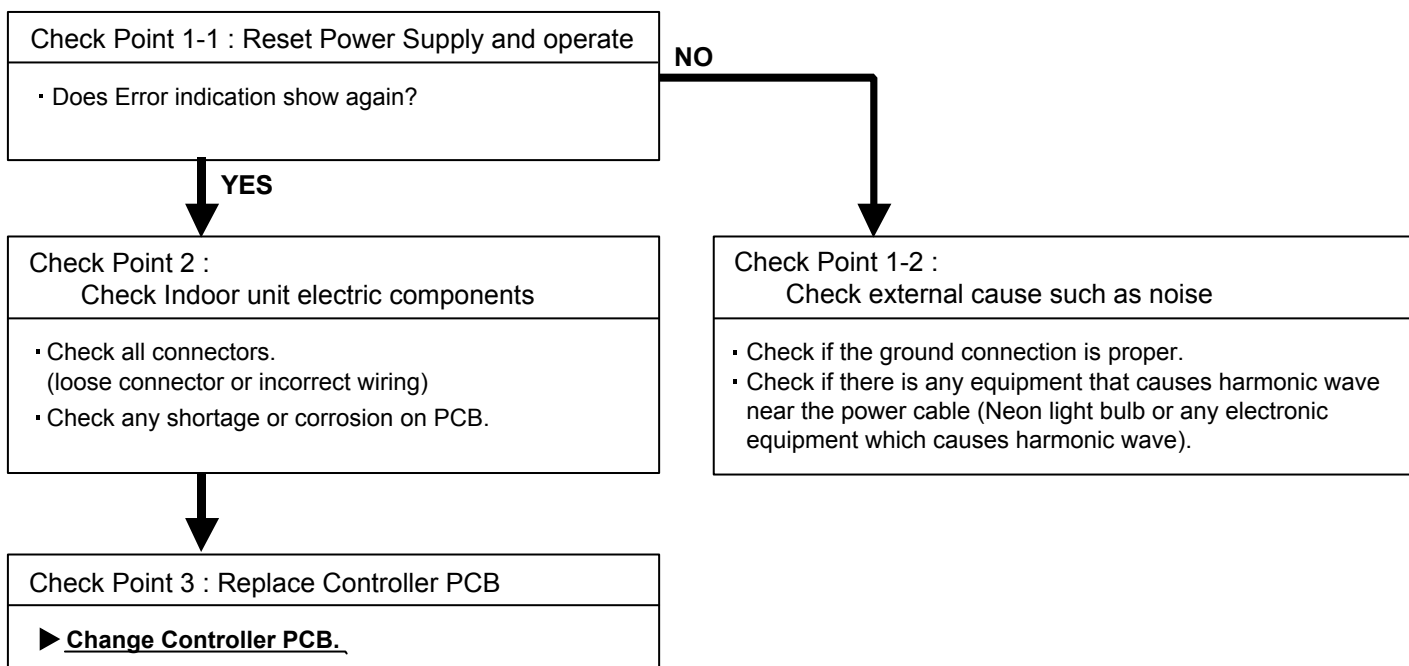 Check Point 1-1 : Reset Power Supply and operate
・Does Error indication show again?
NO
YES
Check Point 2 :
Check Indoor unit electric components
・Check all connectors.
(loose connector or incorrect wiring)
・Check any shortage or corrosion on PCB.
Check Point 1-2 :
Check external cause such as noise
・Check if the ground connection is proper.
・Check if there is any equipment that causes harmonic wave
near the power cable (Neon light bulb or any electronic
equipment which causes harmonic wave).
Check Point 3 : Replace Controller PCB
▶ Change Controller PCB.